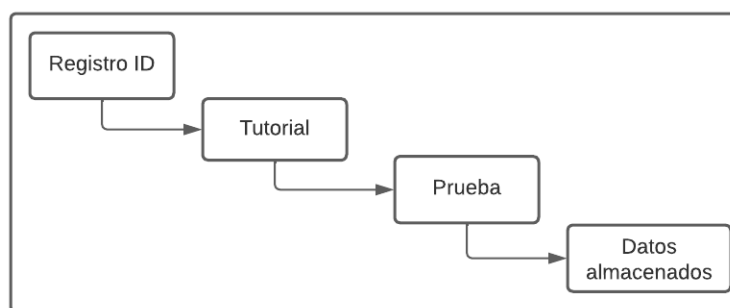 Registro ID
Tutorial
Prueba
Datos
almacenados